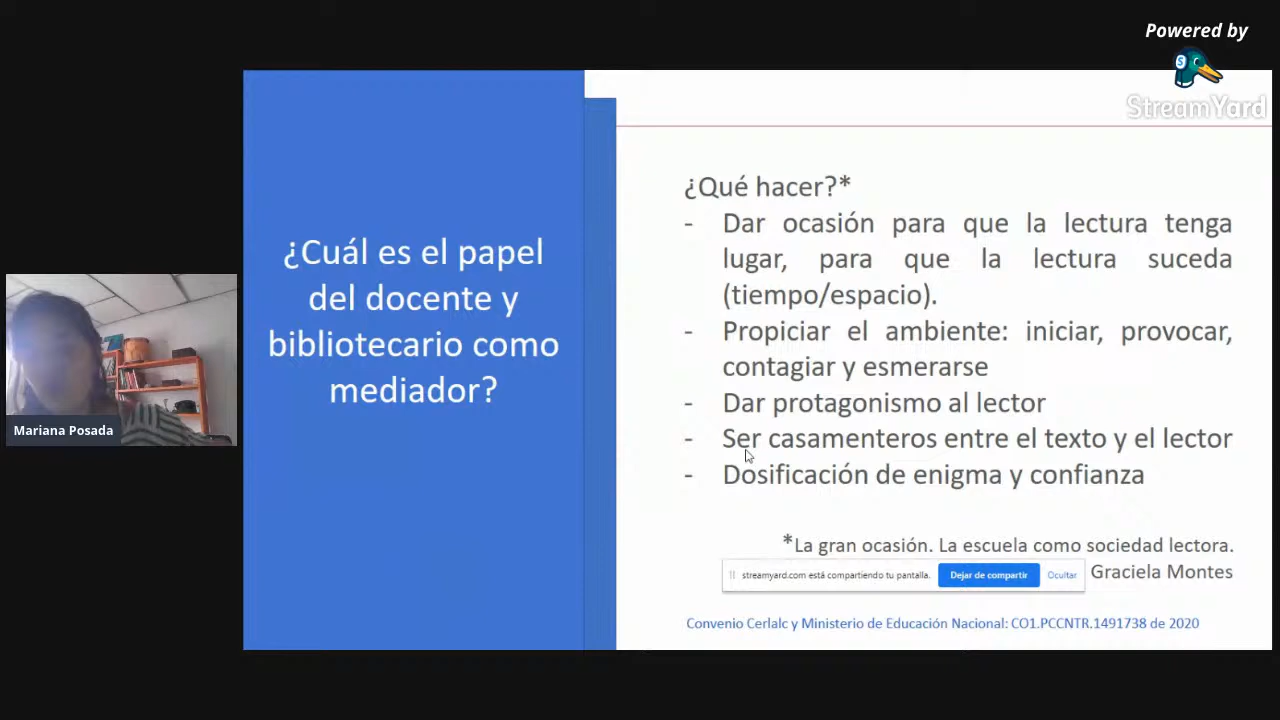 Powered by
StreamYard
¿Cuál es el papel
del docente y
bibliotecario como
mediador?
¿Qué hacer?*
- Dar ocasión para que la lectura tenga
lugar, para que la lectura suceda
(tiempo/espacio).
- Propiciar el ambiente: iniciar, provocar,
contagiar y esmerarse
- Dar protagonismo al lector
- Ser casamenteros entre el texto y el lector
- Dosificación de enigma y confianza
*La gran ocasión. La escuela como sociedad lectora.
Graciela Montes
streamyard.com está compartiendo tu pantalla.
Dejar de compartir
Ocultar
Convenio Cerlalc y Ministerio de Educación Nacional: CO1.PCCNTR.1491738 de 2020
Mariana Posada